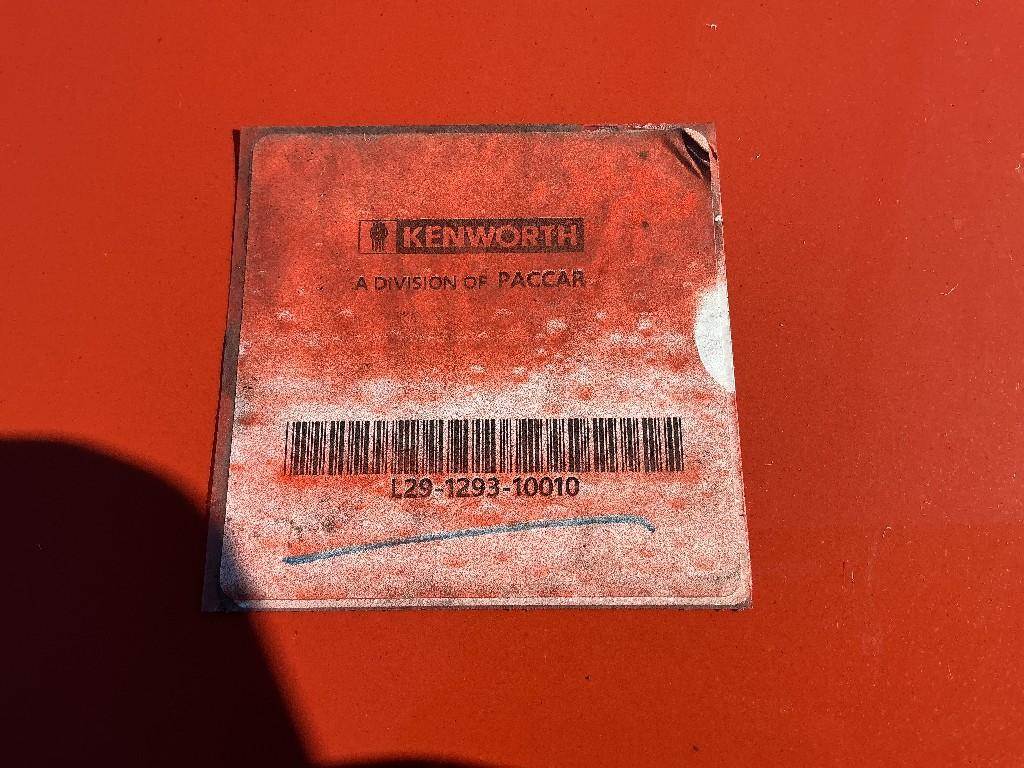 KENWORTH
A DIVISION OF PACCAR
L29-1293-10010